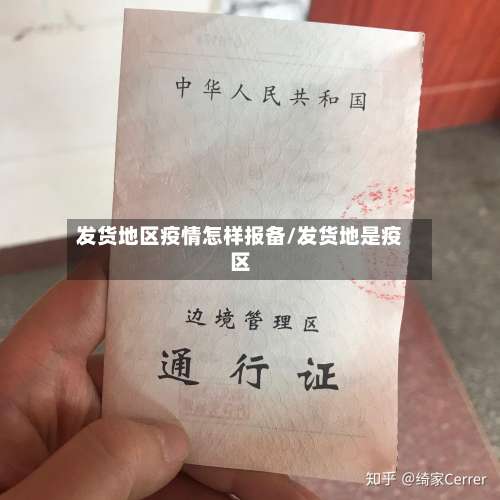 中华人民共和国
发货地区疫情怎样报备/发货地是疫
区
边境管理区
通行证
知乎 @绮家Cerrer